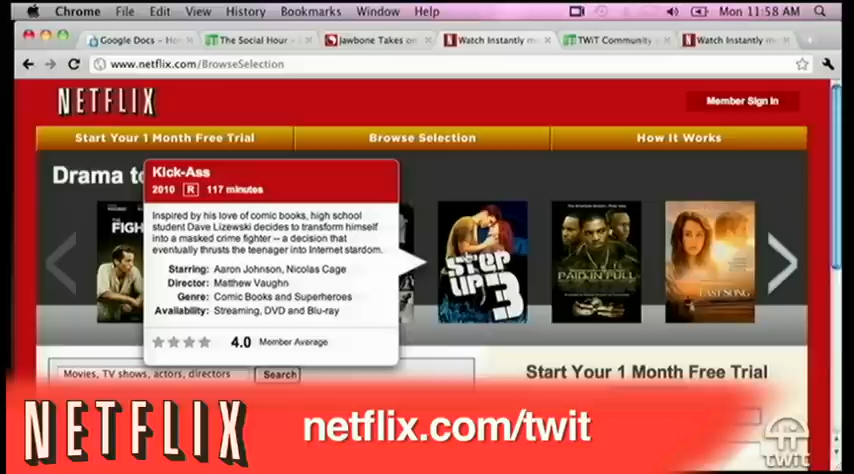 Chrome File Edit View History Bookmarks Window Help Mon 11:58 AM
Google Docs - Ho The Social Hour - Jawbone Takes on Watch Instantly m TWiT Community Watch Instantly m
www.netflix.com/BrowseSelection
NETFLIX
Member Sign In
Start Your 1 Month Free Trial Browse Selection How It Works
Drama to
Kick-Ass
2010 R 117 minutes
Inspired by his love of comic books, high school
student Dave Lizewski decides to transform himself
into a masked crime fighter -- a decision that
eventually thrusts the teenager into Internet stardom.
Starring: Aaron Johnson, Nicolas Cage
Director: Matthew Vaughn
Genre: Comic Books and Superheroes
Availability: Streaming, DVD and Blu-ray
4.0 Member Average
THE
FIGH
STEP
UP 3
PAID IN FULL
LAST SONG
Movies, TV shows, actors, directors Search
Start Your 1 Month Free Trial
NETFLIX netflix.com/twit
twit